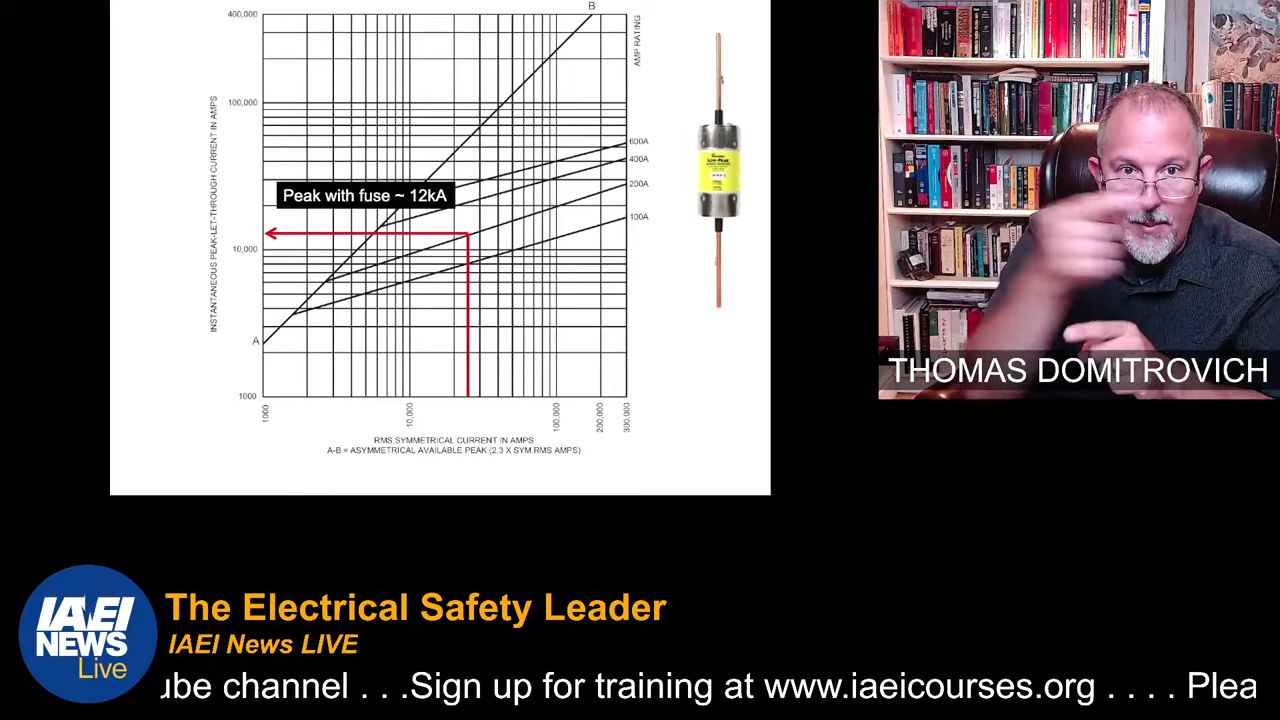 400,000
100,000
10,000
1000
INSTANTANEOUS PEAK-LET-THROUGH CURRENT IN AMPS
B
AMP RATING
600A
400A
200A
100A
Peak with fuse ~ 12kA
A
1000
10,000
100,000
200,000
300,000
RMS SYMMETRICAL CURRENT IN AMPS
A-B = ASYMMETRICAL AVAILABLE PEAK (2.3 X SYM RMS AMPS)
LOW-PEAK
THOMAS DOMITROVICH
IAEI
NEWS
Live
The Electrical Safety Leader
IAEI News LIVE
ube channel . . .Sign up for training at www.iaeicourses.org . . . . Plea